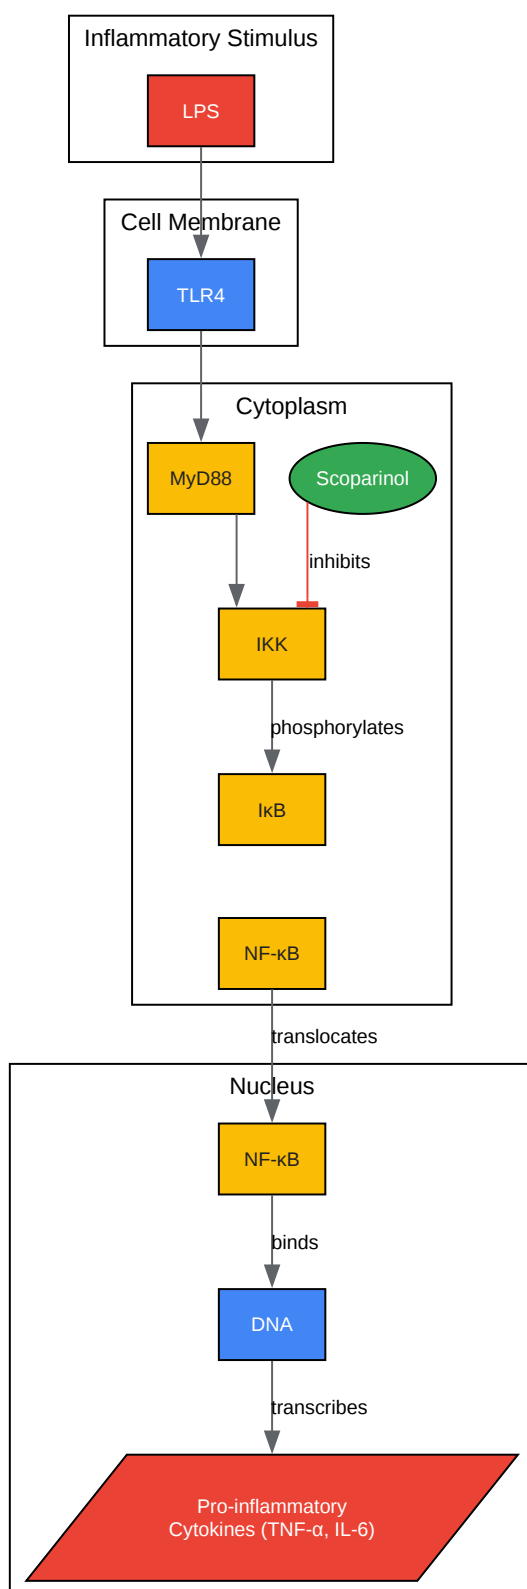 Inflammatory Stimulus
LPS
Cell Membrane
TLR4
Cytoplasm
MyD88
Scoparinol
inhibits
IKK
phosphorylates
IκB
NF-κB
translocates
Nucleus
NF-κB
binds
DNA
transcribes
Pro-inflammatory
Cytokines (TNF-α, IL-6)